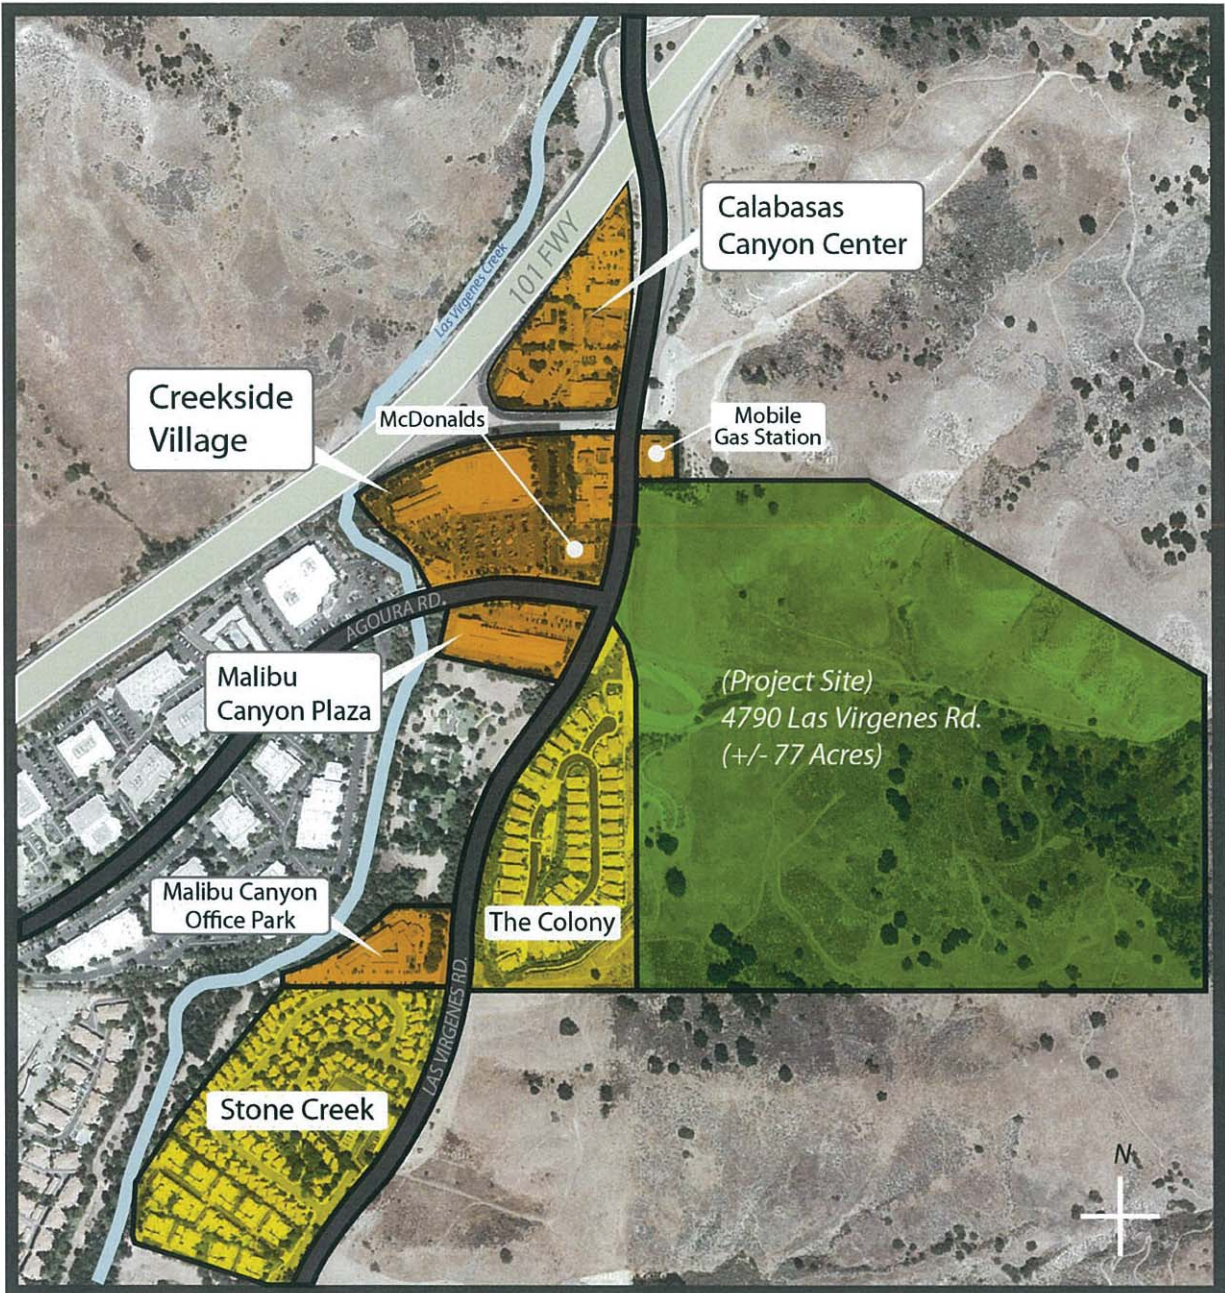 Calabasas
Canyon Center
101 FWY
Las Virgenes Creek
Creekside
Village
McDonalds
Mobile
Gas Station
AGOURA RD.
Malibu
Canyon Plaza
(Project Site)
4790 Las Virgenes Rd.
(+/- 77 Acres)
Malibu Canyon
Office Park
The Colony
LAS VIRGENES RD.
Stone Creek
N